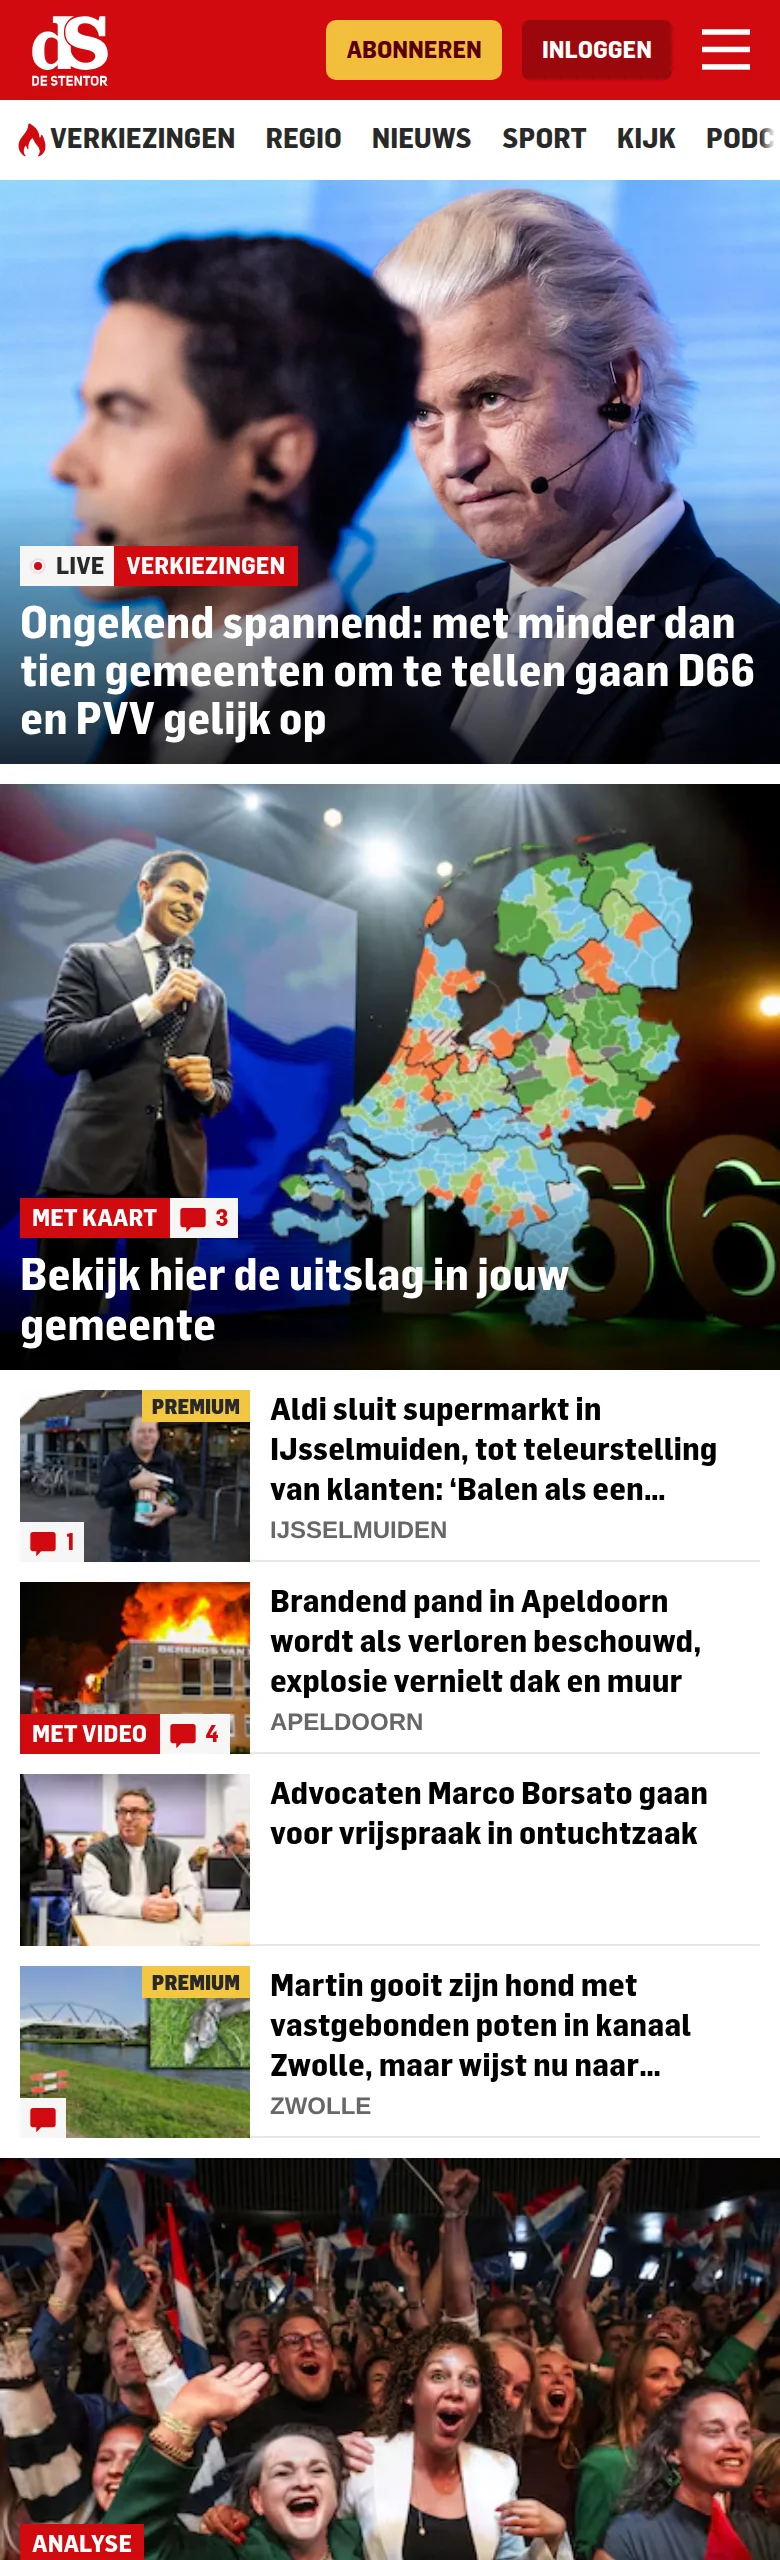 dS
DE STENTOR
ABONNEREN
INLOGGEN
VERKIEZINGEN
REGIO
NIEUWS
SPORT
KIJK
PODC
LIVE
VERKIEZINGEN
Ongekend spannend: met minder dan
tien gemeenten om te tellen gaan D66
en PVV gelijk op
D66
MET KAART
3
Bekijk hier de uitslag in jouw
gemeente
PREMIUM
1
Aldi sluit supermarkt in
IJsselmuiden, tot teleurstelling
van klanten: ‘Balen als een...
IJSSELMUIDEN
BERENDS VAN
MET VIDEO
4
Brandend pand in Apeldoorn
wordt als verloren beschouwd,
explosie vernielt dak en muur
APELDOORN
Advocaten Marco Borsato gaan
voor vrijspraak in ontuchtzaak
PREMIUM
Martin gooit zijn hond met
vastgebonden poten in kanaal
Zwolle, maar wijst nu naar...
ZWOLLE
ANALYSE